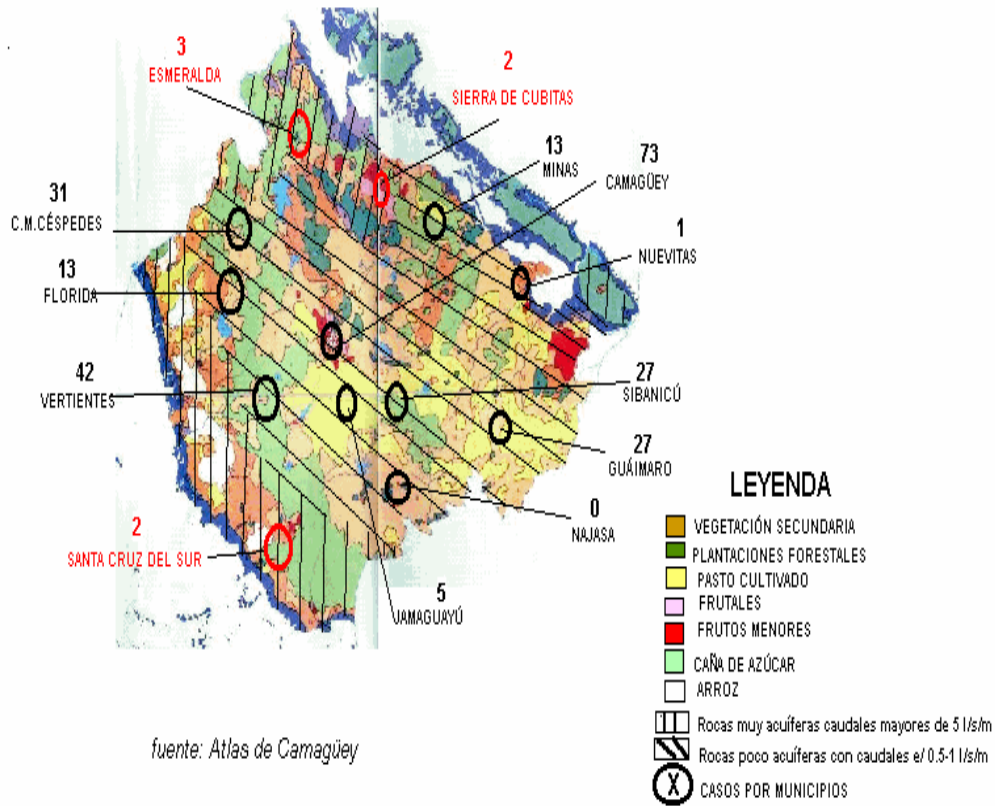 3
ESMERALDA
2
SIERRA DE CUBITAS
13
MINAS
73
CAMAGÜEY
31
C.M.CÉSPEDES
1
NUEVITAS
13
FLORIDA
42
VERTIENTES
27
SIBANICÚ
27
GUÁIMARO
0
NAJASA
2
SANTA CRUZ DEL SUR
5
JAMAGUAYÚ
LEYENDA
VEGETACIÓN SECUNDARIA
PLANTACIONES FORESTALES
PASTO CULTIVADO
FRUTALES
FRUTOS MENORES
CAÑA DE AZÚCAR
ARROZ
Rocas muy acuíferas caudales mayores de 5 l/s/m
Rocas poco acuíferas con caudales e/ 0.5-1 l/s/m
X CASOS POR MUNICIPIOS
fuente: Atlas de Camagüey